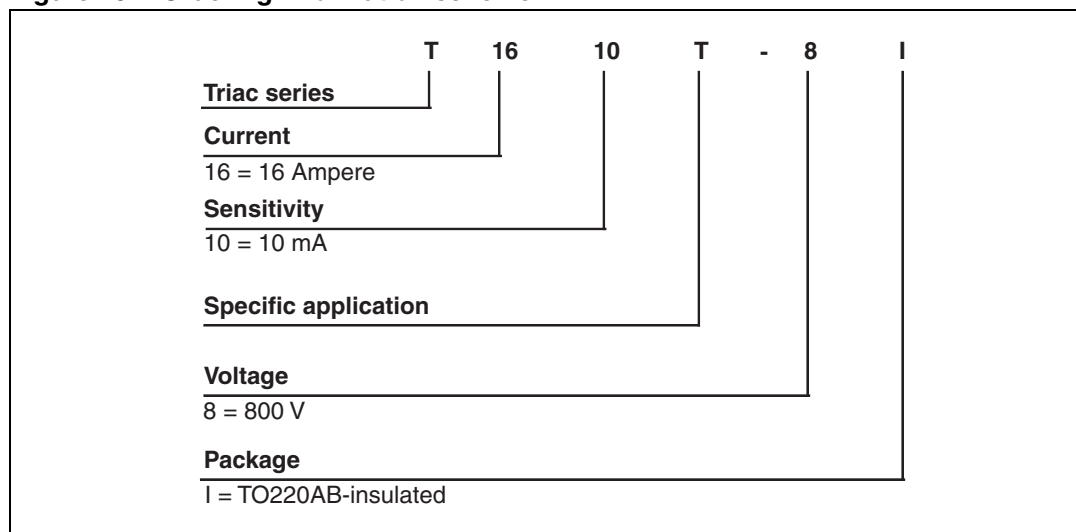 T 16 10 T - 8 I
Triac series
Current
16 = 16 Ampere
Sensitivity
10 = 10 mA
Specific application
Voltage
8 = 800 V
Package
I = TO220AB-insulated